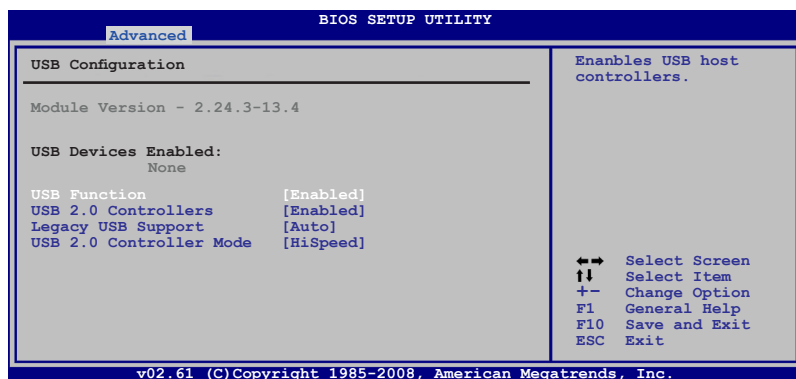 BIOS SETUP UTILITY
Advanced
USB Configuration
Module Version - 2.24.3-13.4
USB Devices Enabled:
None
USB Function [Enabled]
USB 2.0 Controllers [Enabled]
Legacy USB Support [Auto]
USB 2.0 Controller Mode [HiSpeed]
Enanbles USB host
controllers.
←→ Select Screen
↑↓ Select Item
+- Change Option
F1 General Help
F10 Save and Exit
ESC Exit
v02.61 (C)Copyright 1985-2008, American Megatrends, Inc.